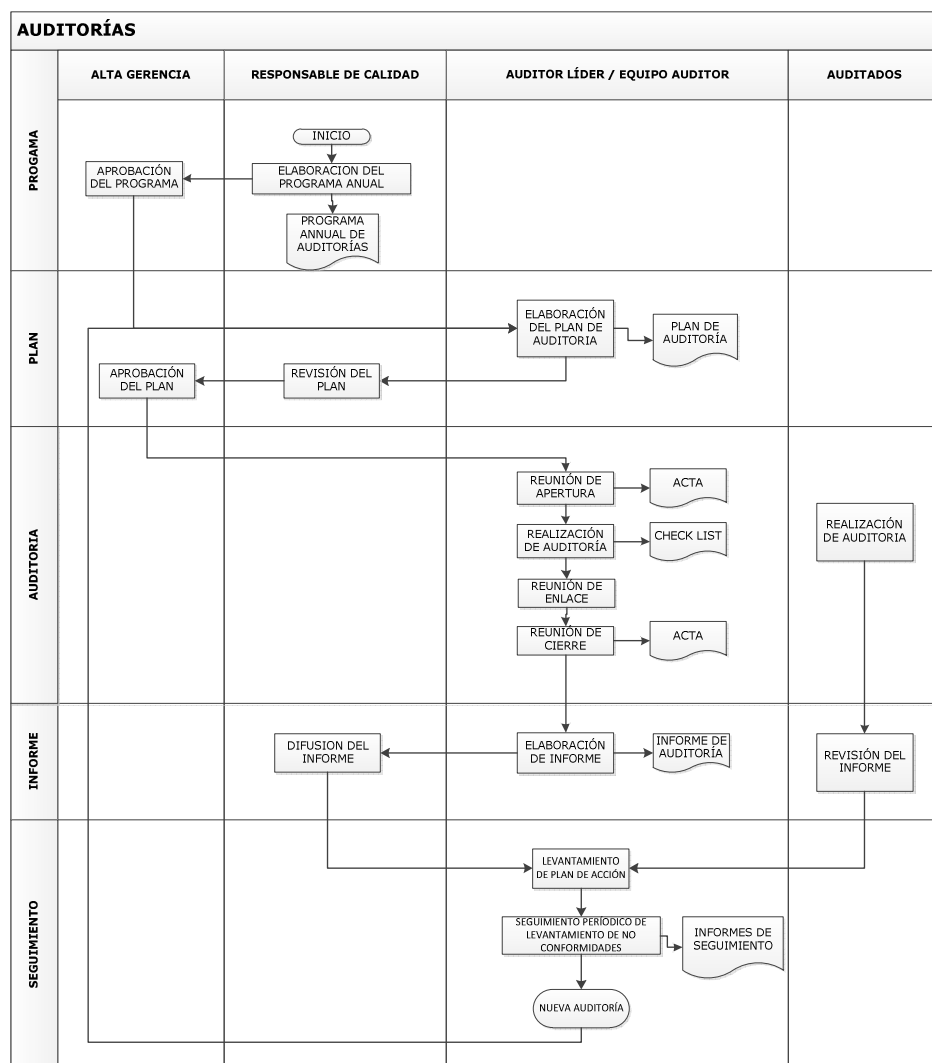 AUDITORÍAS
ALTA GERENCIA
RESPONSABLE DE CALIDAD
AUDITOR LÍDER / EQUIPO AUDITOR
AUDITADOS
PROGAMA
INICIO
APROBACIÓN
DEL PROGRAMA
ELABORACION DEL
PROGRAMA ANUAL
PROGRAMA
ANNUAL DE
AUDITORÍAS
PLAN
ELABORACIÓN
DEL PLAN DE
AUDITORIA
PLAN DE
AUDITORÍA
APROBACIÓN
DEL PLAN
REVISIÓN DEL
PLAN
AUDITORIA
REUNIÓN DE
APERTURA
ACTA
REALIZACIÓN
DE AUDITORÍA
CHECK LIST
REALIZACIÓN
DE AUDITORIA
REUNIÓN DE
ENLACE
REUNIÓN DE
CIERRE
ACTA
INFORME
DIFUSION DEL
INFORME
ELABORACIÓN
DE INFORME
INFORME DE
AUDITORÍA
REVISIÓN DEL
INFORME
SEGUIMIENTO
LEVANTAMIENTO
DE PLAN DE ACCIÓN
SEGUIMIENTO PERÍODICO DE
LEVANTAMIENTO DE NO
CONFORMIDADES
INFORMES DE
SEGUIMIENTO
NUEVA AUDITORÍA